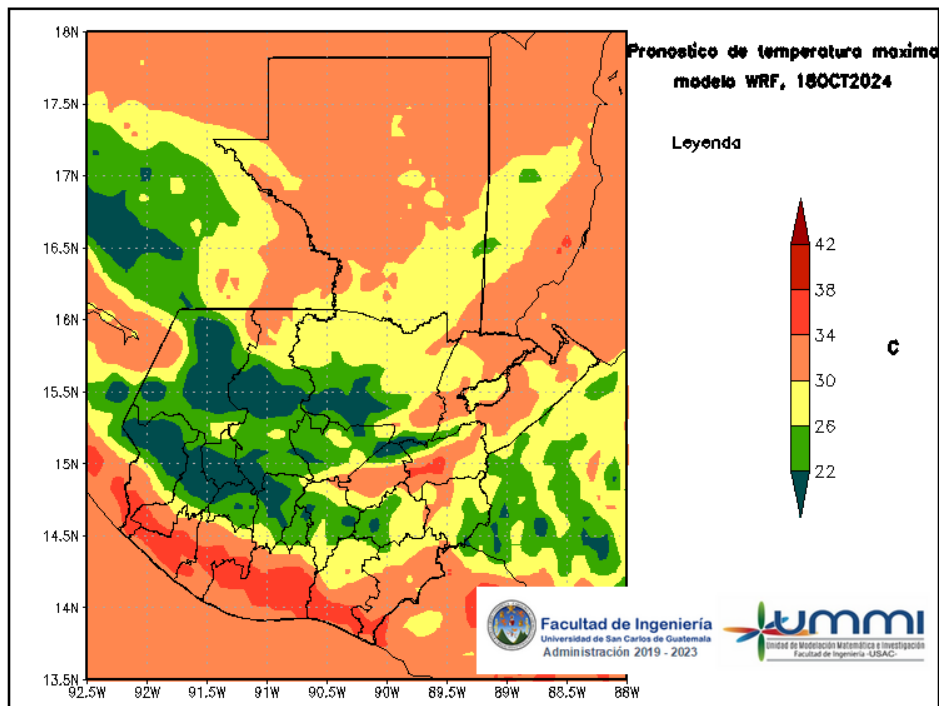 Pronostico de temperatura maxima
modelo WRF, 18OCT2024
Leyenda
18N
17.5N
17N
16.5N
16N
15.5N
15N
14.5N
14N
13.5N
92.5W
92W
91.5W
91W
90.5W
90W
89.5W
89W
88.5W
88W
42
38
34
30
26
22
C
Facultad de Ingeniería
Universidad de San Carlos de Guatemala
Administración 2019 - 2023
UMMI
Unidad de Modelación Matemática e Investigación
Facultad de Ingeniería -USAC-